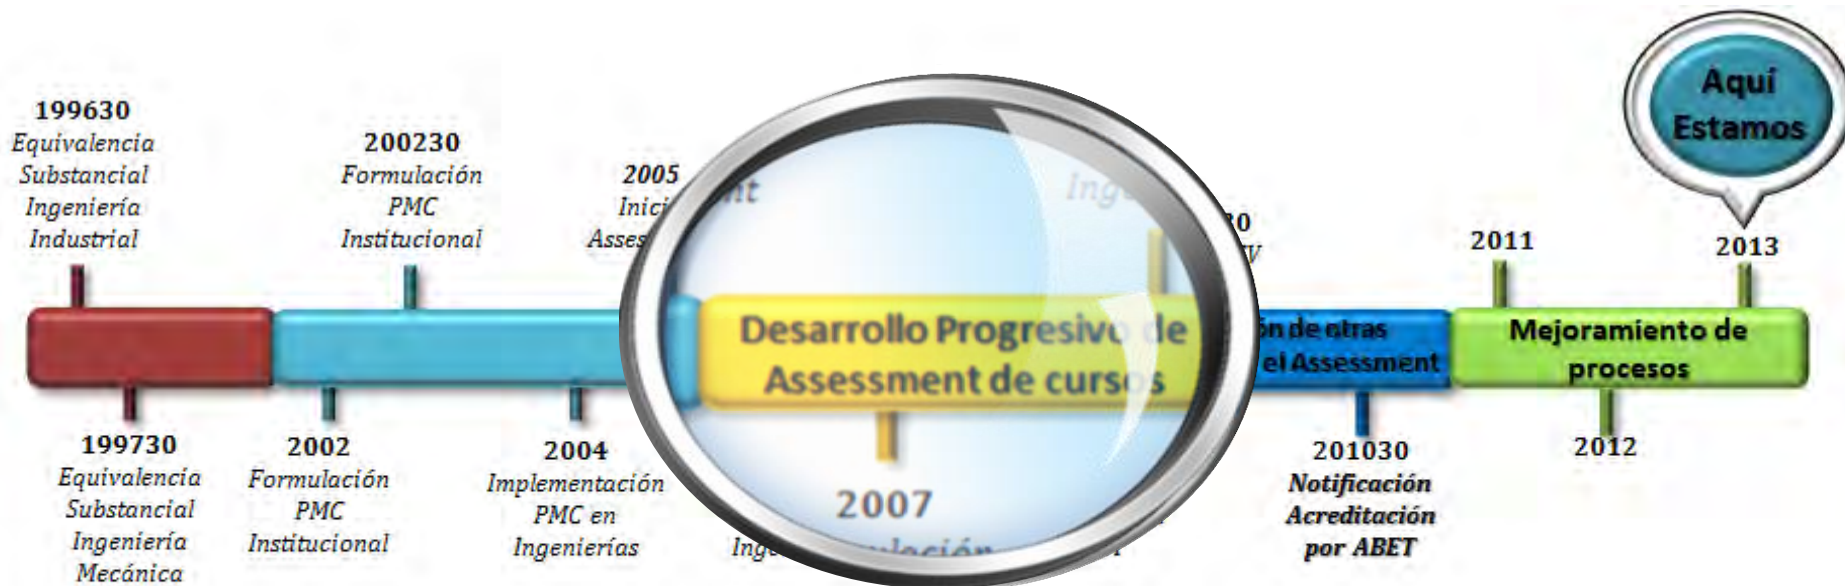 199630
Equivalencia
Substancial
Ingeniería
Industrial
200230
Formulación
PMC
Institucional
2005
Aquí
Estamos
2011
2013
Desarrollo Progresivo de
Assessment de cursos
de otras
el Assessment
Mejoramiento de
procesos
199730
Equivalencia
Substancial
Ingeniería
Mecánica
2002
Formulación
PMC
Institucional
2004
Implementación
PMC en
Ingenierías
2007
201030
Notificación
Acreditación
por ABET
2012